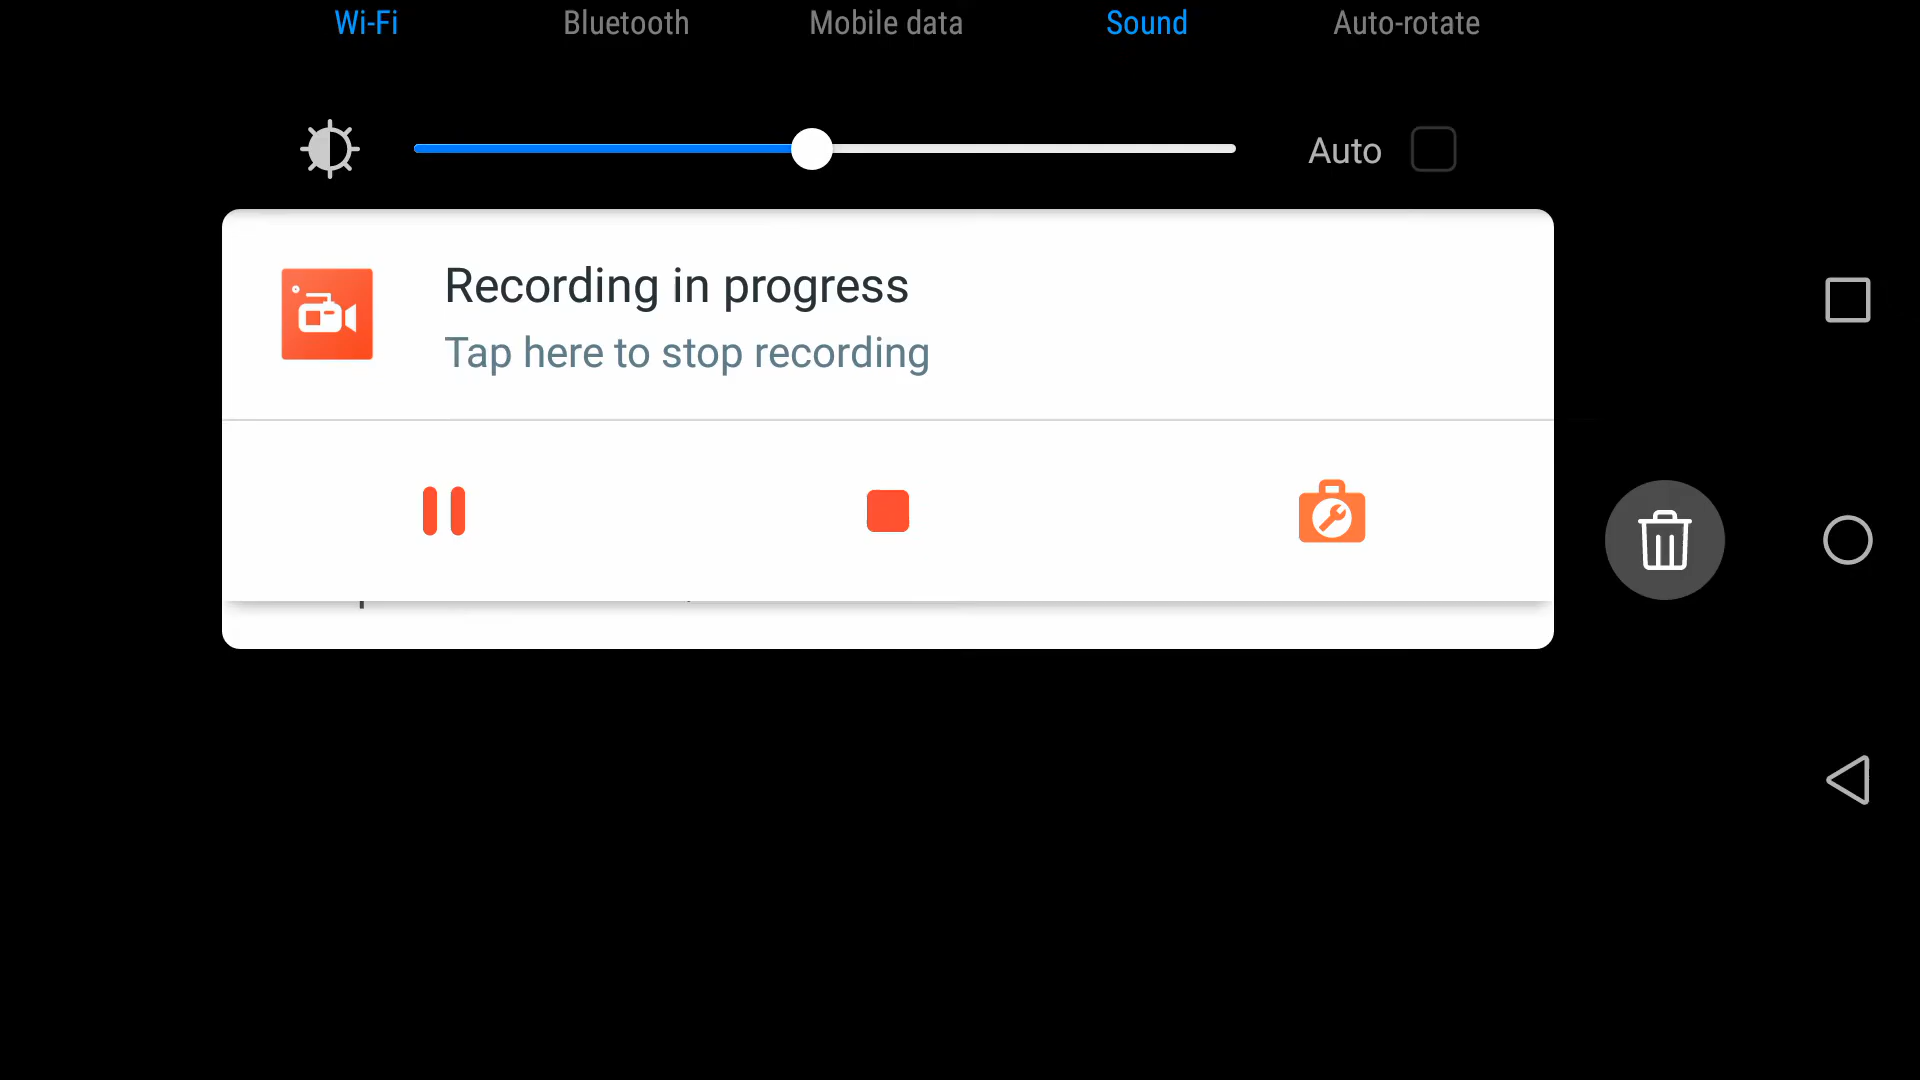 Wi-Fi Bluetooth Mobile data Sound Auto-rotate
Auto
Recording in progress
Tap here to stop recording